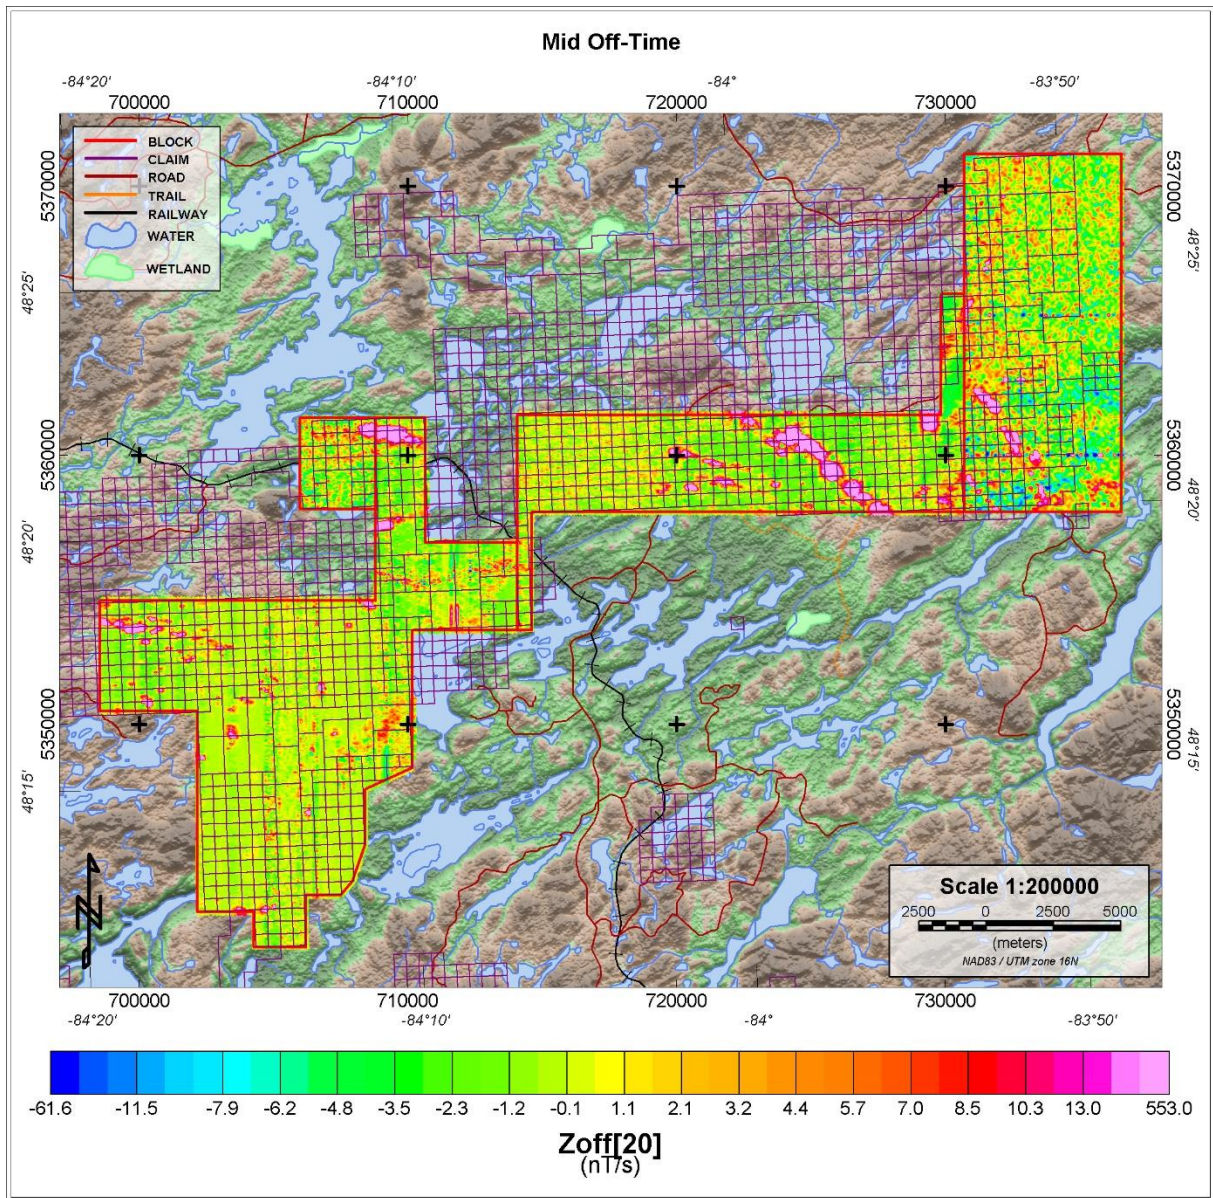 Mid Off-Time
-84°20' -84°10' -84° -83°50'
700000 710000 720000 730000
BLOCK
CLAIM
ROAD
TRAIL
RAILWAY
WATER
WETLAND
5370000 5370000
48°25' 48°25'
5360000 5360000
48°20' 48°20'
5350000 5350000
48°15' 48°15'
N
Scale 1:200000
2500 0 2500 5000
(meters)
NAD83 / UTM zone 16N
700000 710000 720000 730000
-84°20' -84°10' -84° -83°50'
-61.6 -11.5 -7.9 -6.2 -4.8 -3.5 -2.3 -1.2 -0.1 1.1 2.1 3.2 4.4 5.7 7.0 8.5 10.3 13.0 553.0
Zoff[20]
(nT/s)